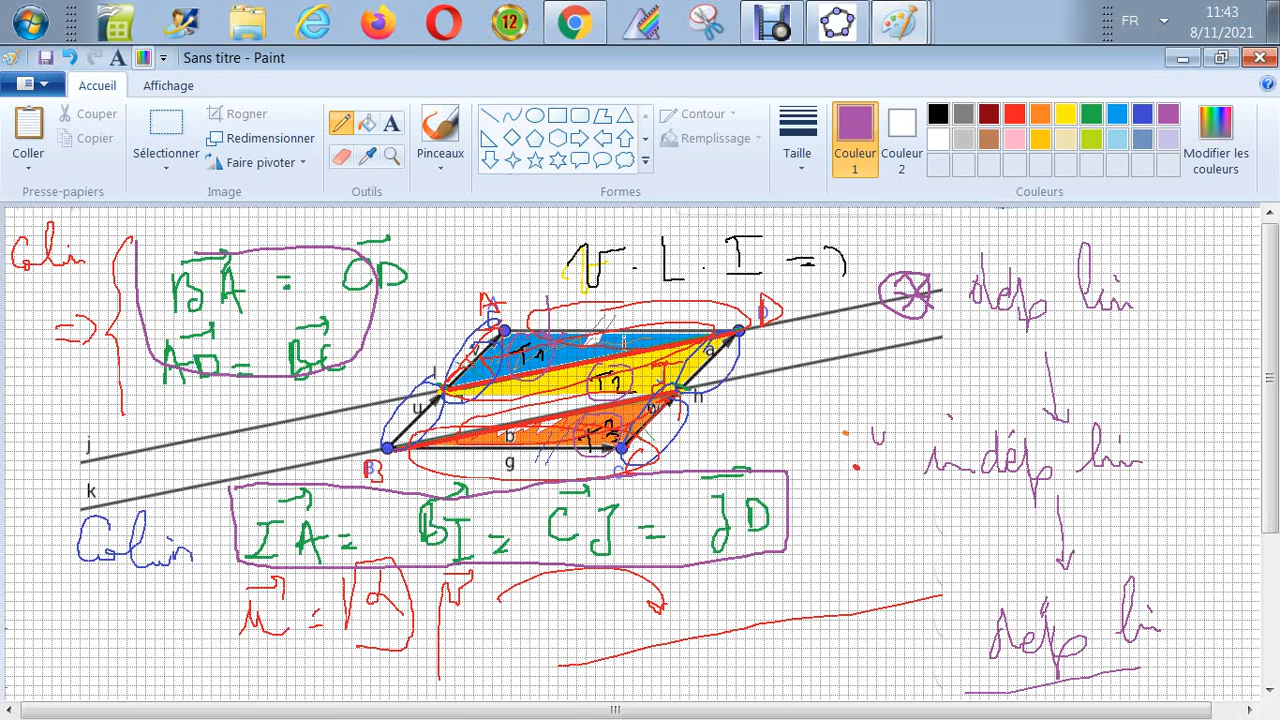 12
FR
11:43
8/11/2021
Sans titre - Paint
Accueil
Affichage
Coller
Couper
Copier
Presse-papiers
Sélectionner
Rogner
Redimensionner
Faire pivoter
Image
A
Outils
Pinceaux
Contour
Remplissage
Formes
Taille
Couleur 1
Couleur 2
Modifier les couleurs
Couleurs
Colin
BA = CD
=> AD = BC
V . L . I =>
dép lin
A
D
T1
a
T2
I
h
u
b
T3
j
b
g
B
C
k
U
indép lin
Colin
IA = BI = CJ = JD
u = α v
dép li